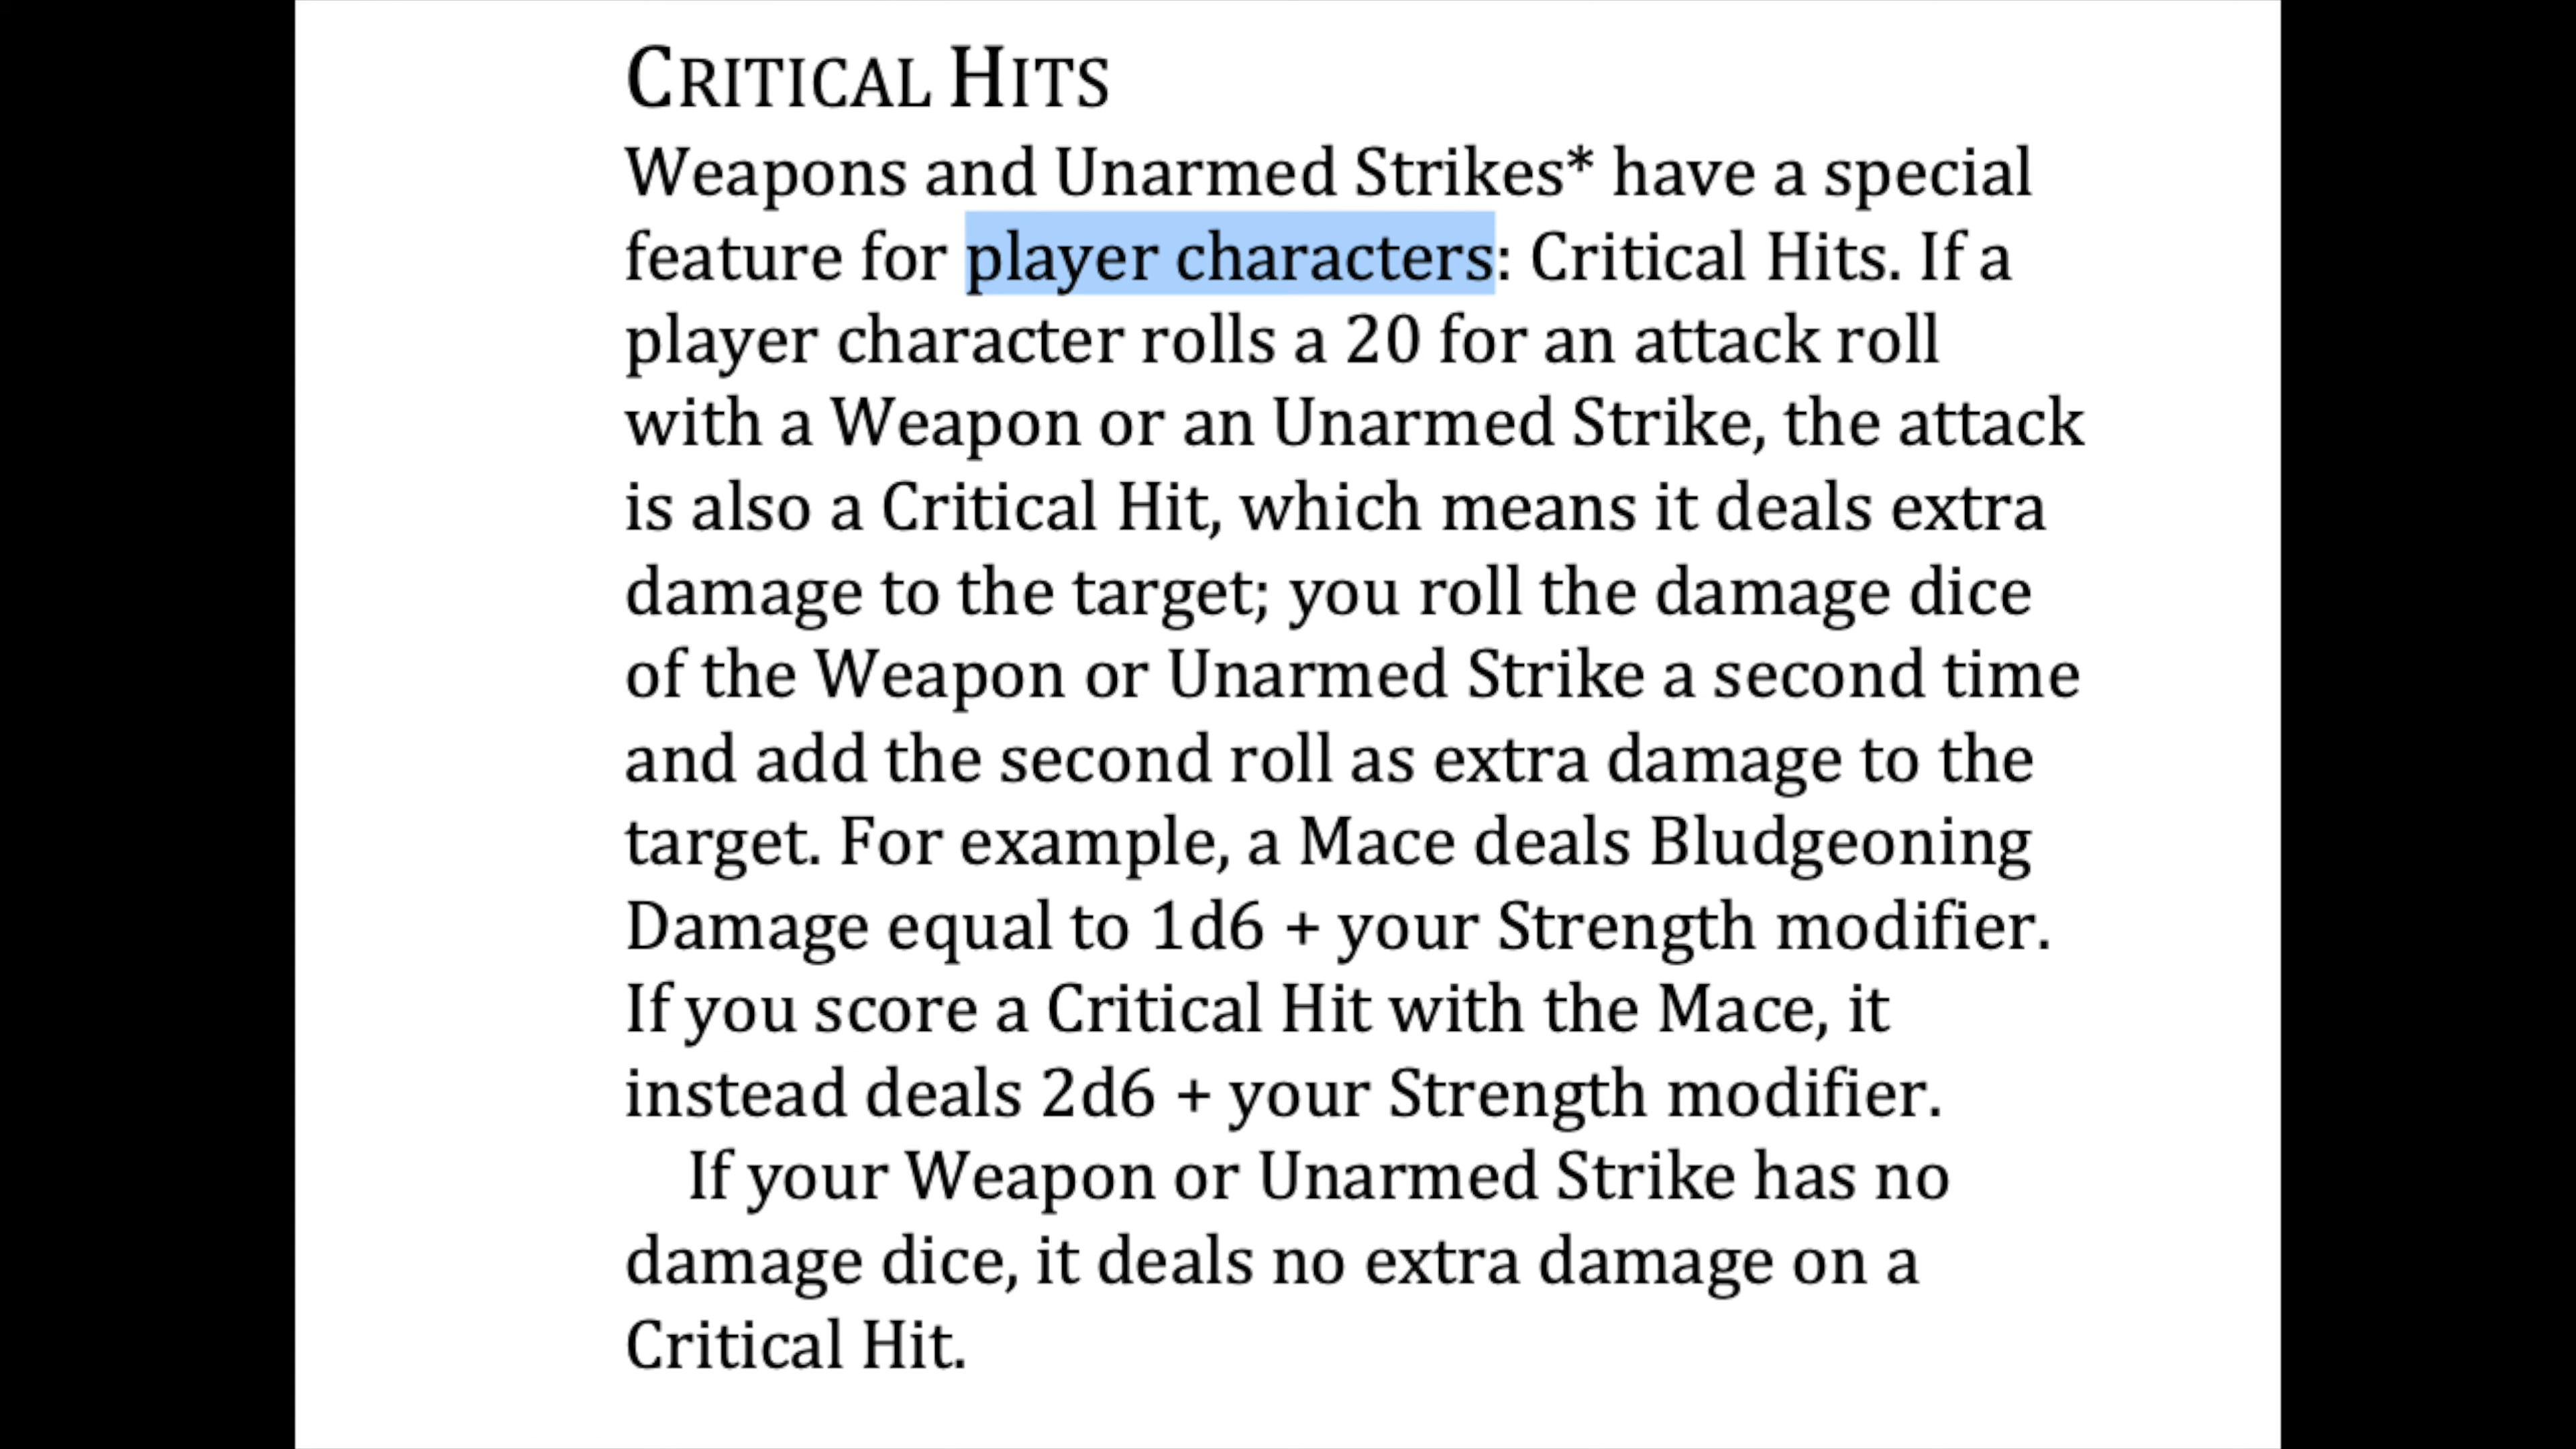 CRITICAL HITS
Weapons and Unarmed Strikes* have a special
feature for player characters: Critical Hits. If a
player character rolls a 20 for an attack roll
with a Weapon or an Unarmed Strike, the attack
is also a Critical Hit, which means it deals extra
damage to the target; you roll the damage dice
of the Weapon or Unarmed Strike a second time
and add the second roll as extra damage to the
target. For example, a Mace deals Bludgeoning
Damage equal to 1d6 + your Strength modifier.
If you score a Critical Hit with the Mace, it
instead deals 2d6 + your Strength modifier.
If your Weapon or Unarmed Strike has no
damage dice, it deals no extra damage on a
Critical Hit.